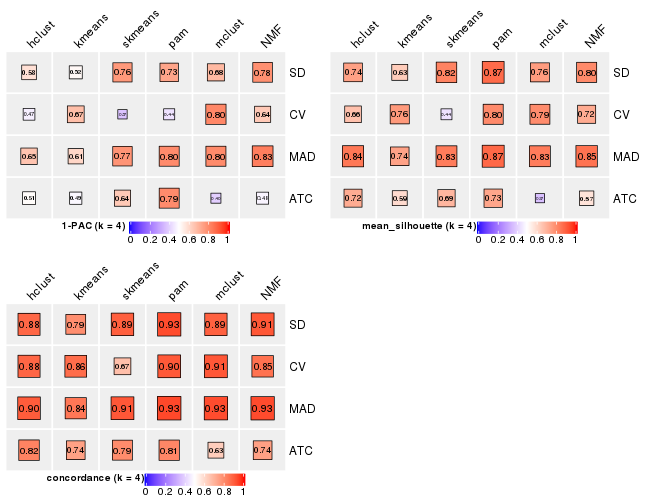 hclust kmeans skmeans pam mclust NMF
0.58 0.52 0.76 0.73 0.68 0.78 SD
0.47 0.67 0.80 0.64 CV
0.65 0.61 0.77 0.80 0.80 0.83 MAD
0.51 0.49 0.64 0.79 ATC
1-PAC (k = 4)
0 0.2 0.4 0.6 0.8 1
hclust kmeans skmeans pam mclust NMF
0.74 0.63 0.82 0.87 0.76 0.80 SD
0.66 0.76 0.44 0.80 0.79 0.72 CV
0.84 0.74 0.83 0.87 0.83 0.85 MAD
0.72 0.59 0.69 0.73 0.57 ATC
mean_silhouette (k = 4)
0 0.2 0.4 0.6 0.8 1
hclust kmeans skmeans pam mclust NMF
0.88 0.79 0.89 0.93 0.89 0.91 SD
0.88 0.86 0.67 0.90 0.91 0.85 CV
0.90 0.84 0.91 0.93 0.93 0.93 MAD
0.82 0.74 0.79 0.81 0.63 0.74 ATC
concordance (k = 4)
0 0.2 0.4 0.6 0.8 1